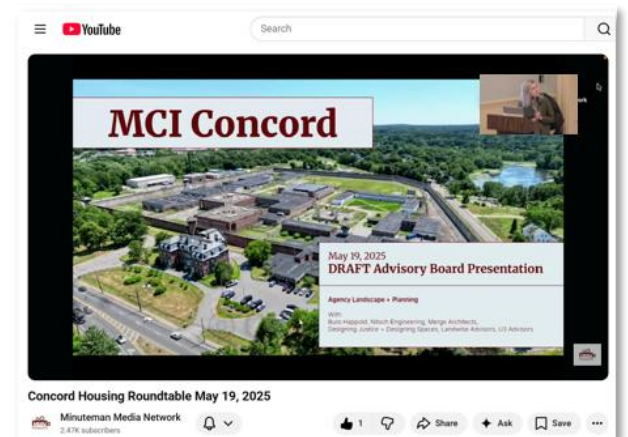 YouTube
Search
MCI Concord
May 19, 2025
DRAFT Advisory Board Presentation
Agency Landscape + Planning
With
Buro Happold, Nitsch Engineering, Merge Architects,
Designing Justice + Designing Spaces, Landwise Advisors, U3 Advisors
Concord Housing Roundtable May 19, 2025
Minuteman Media Network
2.47K subscribers
1
Share
Ask
Save